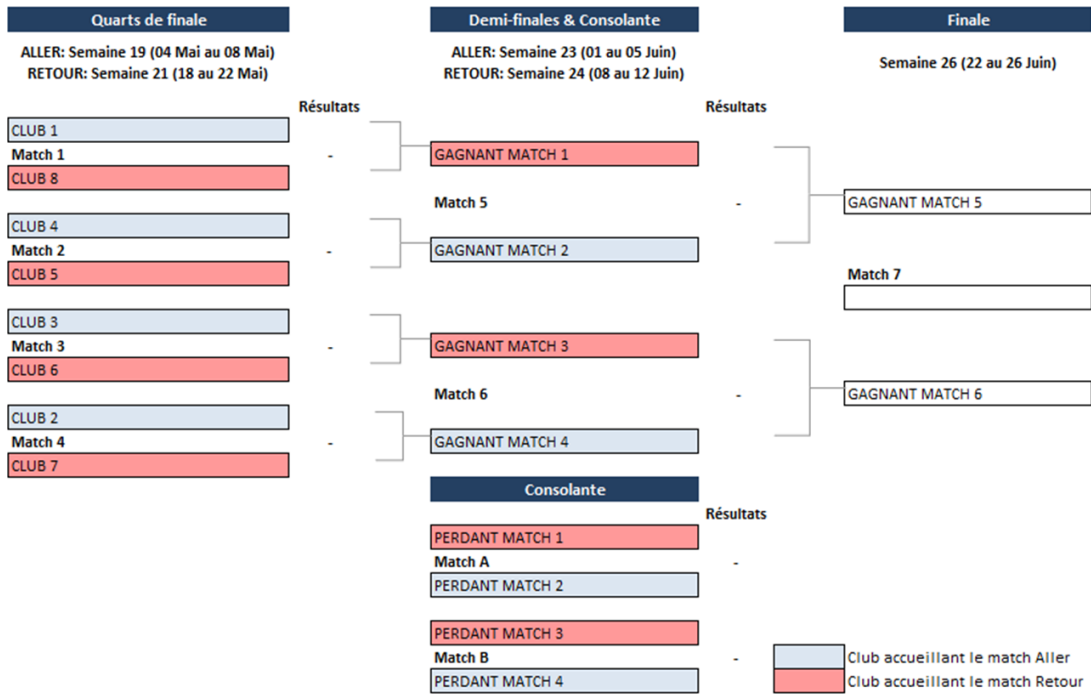 Quarts de finale
ALLER: Semaine 19 (04 Mai au 08 Mai)
RETOUR: Semaine 21 (18 au 22 Mai)
Résultats
CLUB 1
Match 1
-
CLUB 8
CLUB 4
Match 2
-
CLUB 5
CLUB 3
Match 3
-
CLUB 6
CLUB 2
Match 4
-
CLUB 7
Demi-finales & Consolante
ALLER: Semaine 23 (01 au 05 Juin)
RETOUR: Semaine 24 (08 au 12 Juin)
Résultats
GAGNANT MATCH 1
Match 5
-
GAGNANT MATCH 2
GAGNANT MATCH 3
Match 6
-
GAGNANT MATCH 4
Consolante
Résultats
PERDANT MATCH 1
Match A
-
PERDANT MATCH 2
PERDANT MATCH 3
Match B
-
PERDANT MATCH 4
Finale
Semaine 26 (22 au 26 Juin)
GAGNANT MATCH 5
Match 7
GAGNANT MATCH 6
Club accueillant le match Aller
Club accueillant le match Retour